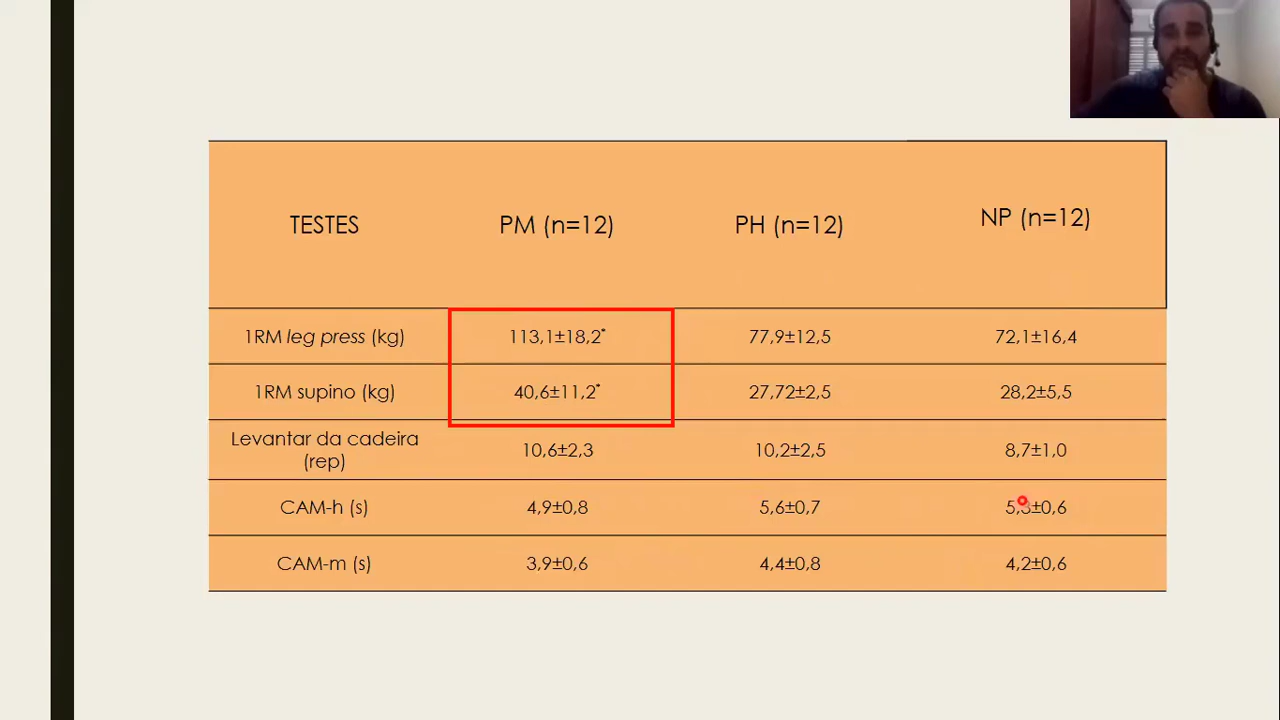 TESTES PM (n=12) PH (n=12) NP (n=12)
1RM leg press (kg) 113,1±18,2* 77,9±12,5 72,1±16,4
1RM supino (kg) 40,6±11,2* 27,72±2,5 28,2±5,5
Levantar da cadeira
(rep) 10,6±2,3 10,2±2,5 8,7±1,0
CAM-h (s) 4,9±0,8 5,6±0,7
CAM-m (s) 3,9±0,6 4,4±0,8 4,2±0,6